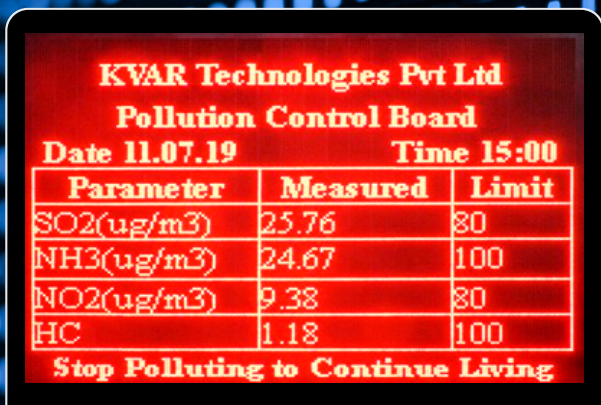 KVAR Technologies Pvt Ltd
Pollution Control Board
Date 11.07.19 Time 15:00
Parameter Measured Limit
SO2(ug/m3) 25.76 80
NH3(ug/m3) 24.67 100
NO2(ug/m3) 9.38 80
HC 1.18 100
Stop Polluting to Continue Living